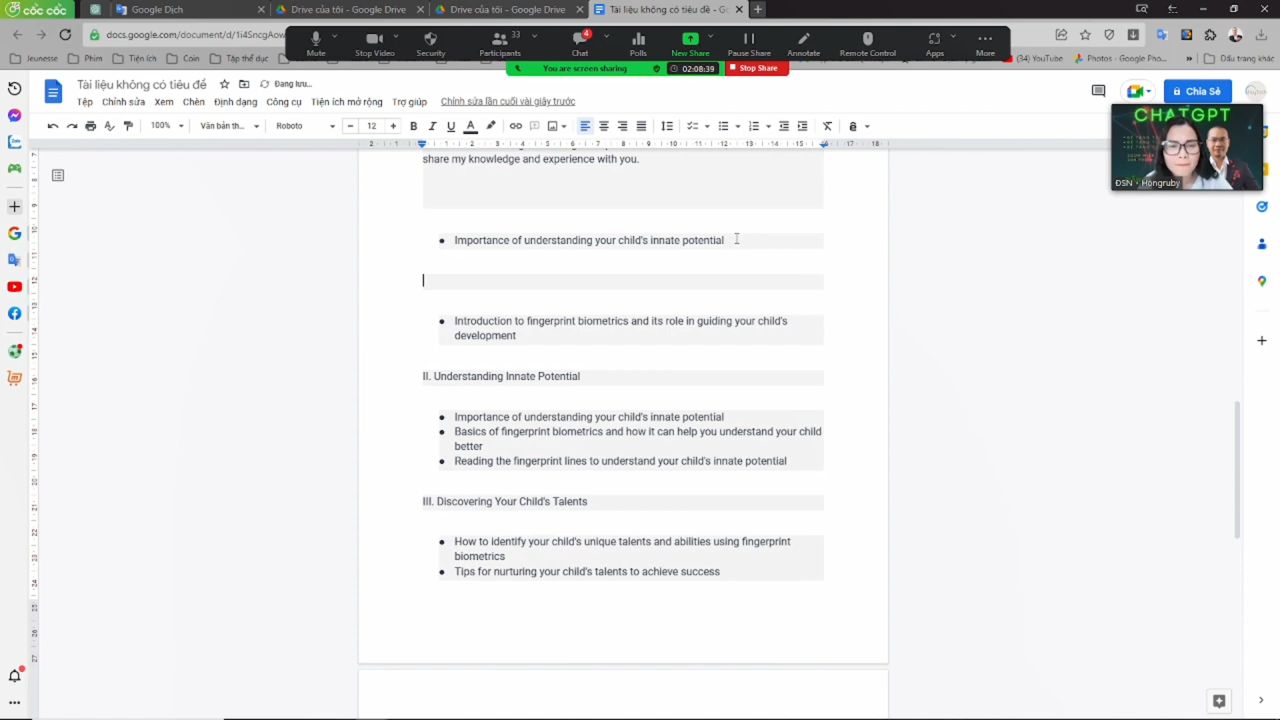 cốc cốc
Google Dịch
Drive của tôi - Google Drive
Drive của tôi - Google Drive
Tài liệu không có tiêu đề - Go
docs.google.com/document/d/1i4SncgAow
Mute
Stop Video
Security
Participants
33
Chat
4
Polls
New Share
Pause Share
Annotate
Remote Control
Apps
More
You are screen sharing
02:08:39
Stop Share
Jeunesse
Phim
Tiện ích
Coin
Tập thể dục
(34) YouTube
Photos - Google Pho...
Dấu trang khác
Tài liệu không có tiêu đề
Đang lưu...
Tệp
Chỉnh sửa
Xem
Chèn
Định dạng
Công cụ
Tiện ích mở rộng
Trợ giúp
Chỉnh sửa lần cuối vài giây trước
Chia Sẻ
100%
Văn bản th...
Roboto
12
CHATGPT
ĐSN - Hongruby
share my knowledge and experience with you.
● Importance of understanding your child's innate potential
● Introduction to fingerprint biometrics and its role in guiding your child's
development
II. Understanding Innate Potential
● Importance of understanding your child's innate potential
● Basics of fingerprint biometrics and how it can help you understand your child
better
● Reading the fingerprint lines to understand your child's innate potential
III. Discovering Your Child's Talents
● How to identify your child's unique talents and abilities using fingerprint
biometrics
● Tips for nurturing your child's talents to achieve success